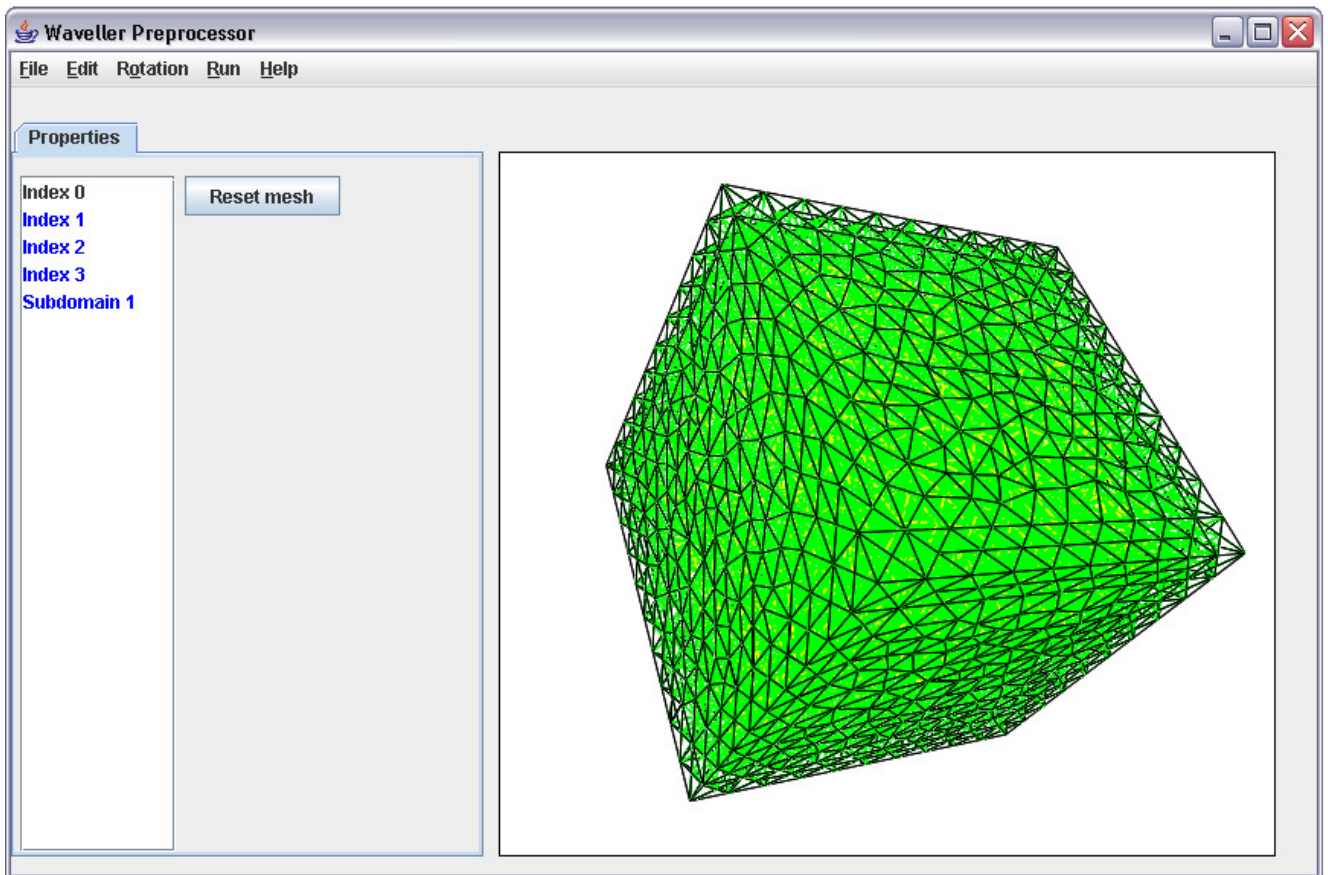 Waveller Preprocessor
File Edit Rotation Run Help
Properties
Index 0
Reset mesh
Index 1
Index 2
Index 3
Subdomain 1